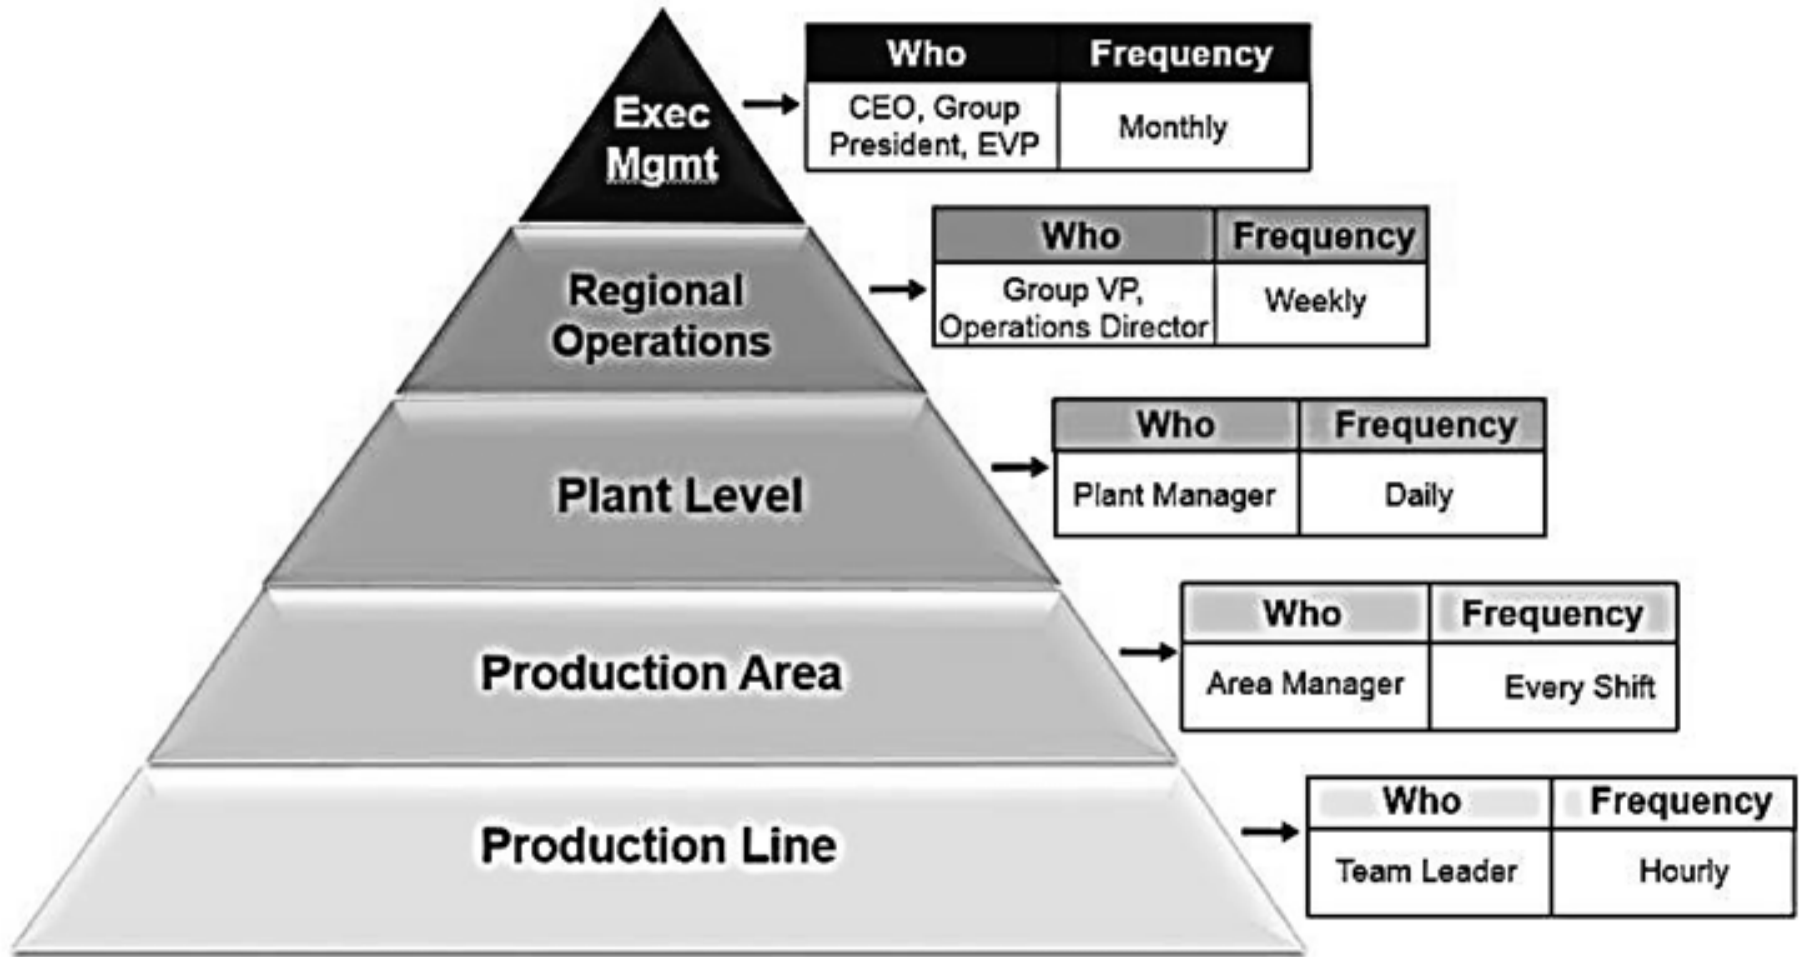 Exec
Mgmt
Who Frequency
CEO, Group
President, EVP
Monthly
Regional
Operations
Who Frequency
Group VP,
Operations Director
Weekly
Plant Level
Who Frequency
Plant Manager Daily
Production Area
Who Frequency
Area Manager Every Shift
Production Line
Who Frequency
Team Leader Hourly